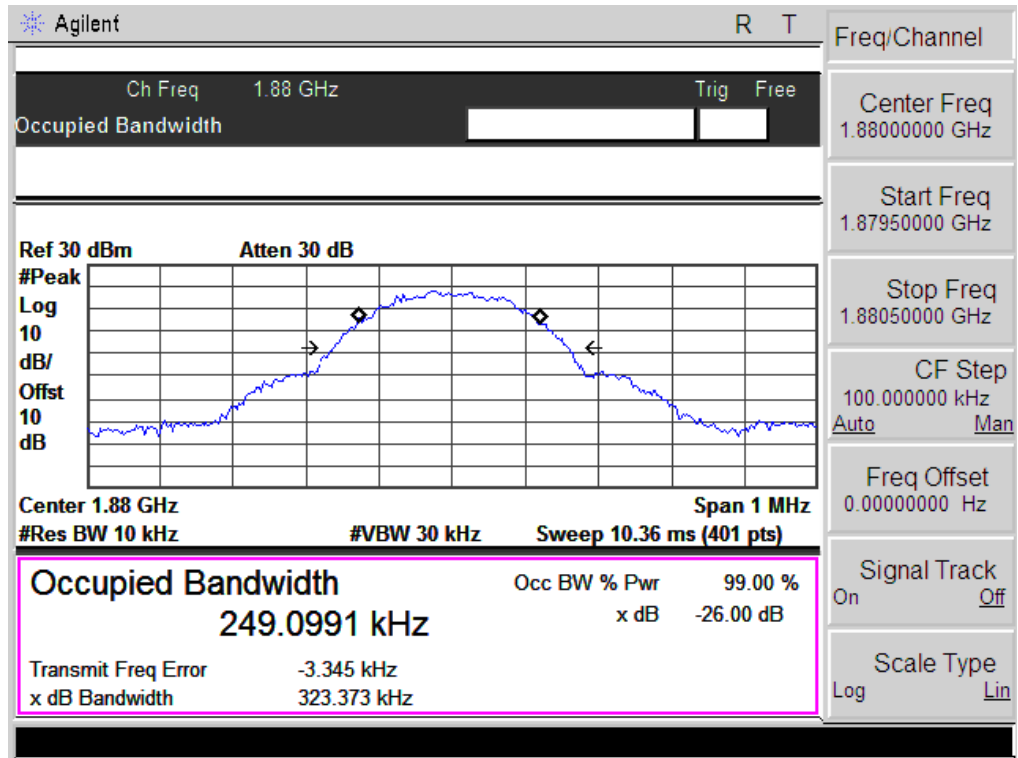 Agilent
R T
Ch Freq 1.88 GHz Trig Free
Occupied Bandwidth
Ref 30 dBm Atten 30 dB
#Peak
Log
10
dB/
Offst
10
dB
Center 1.88 GHz Span 1 MHz
#Res BW 10 kHz #VBW 30 kHz Sweep 10.36 ms (401 pts)
Occupied Bandwidth Occ BW % Pwr 99.00 %
249.0991 kHz x dB -26.00 dB
Transmit Freq Error -3.345 kHz
x dB Bandwidth 323.373 kHz
Freq/Channel
Center Freq
1.88000000 GHz
Start Freq
1.87950000 GHz
Stop Freq
1.88050000 GHz
CF Step
100.000000 kHz
Auto Man
Freq Offset
0.00000000 Hz
Signal Track
On Off
Scale Type
Log Lin